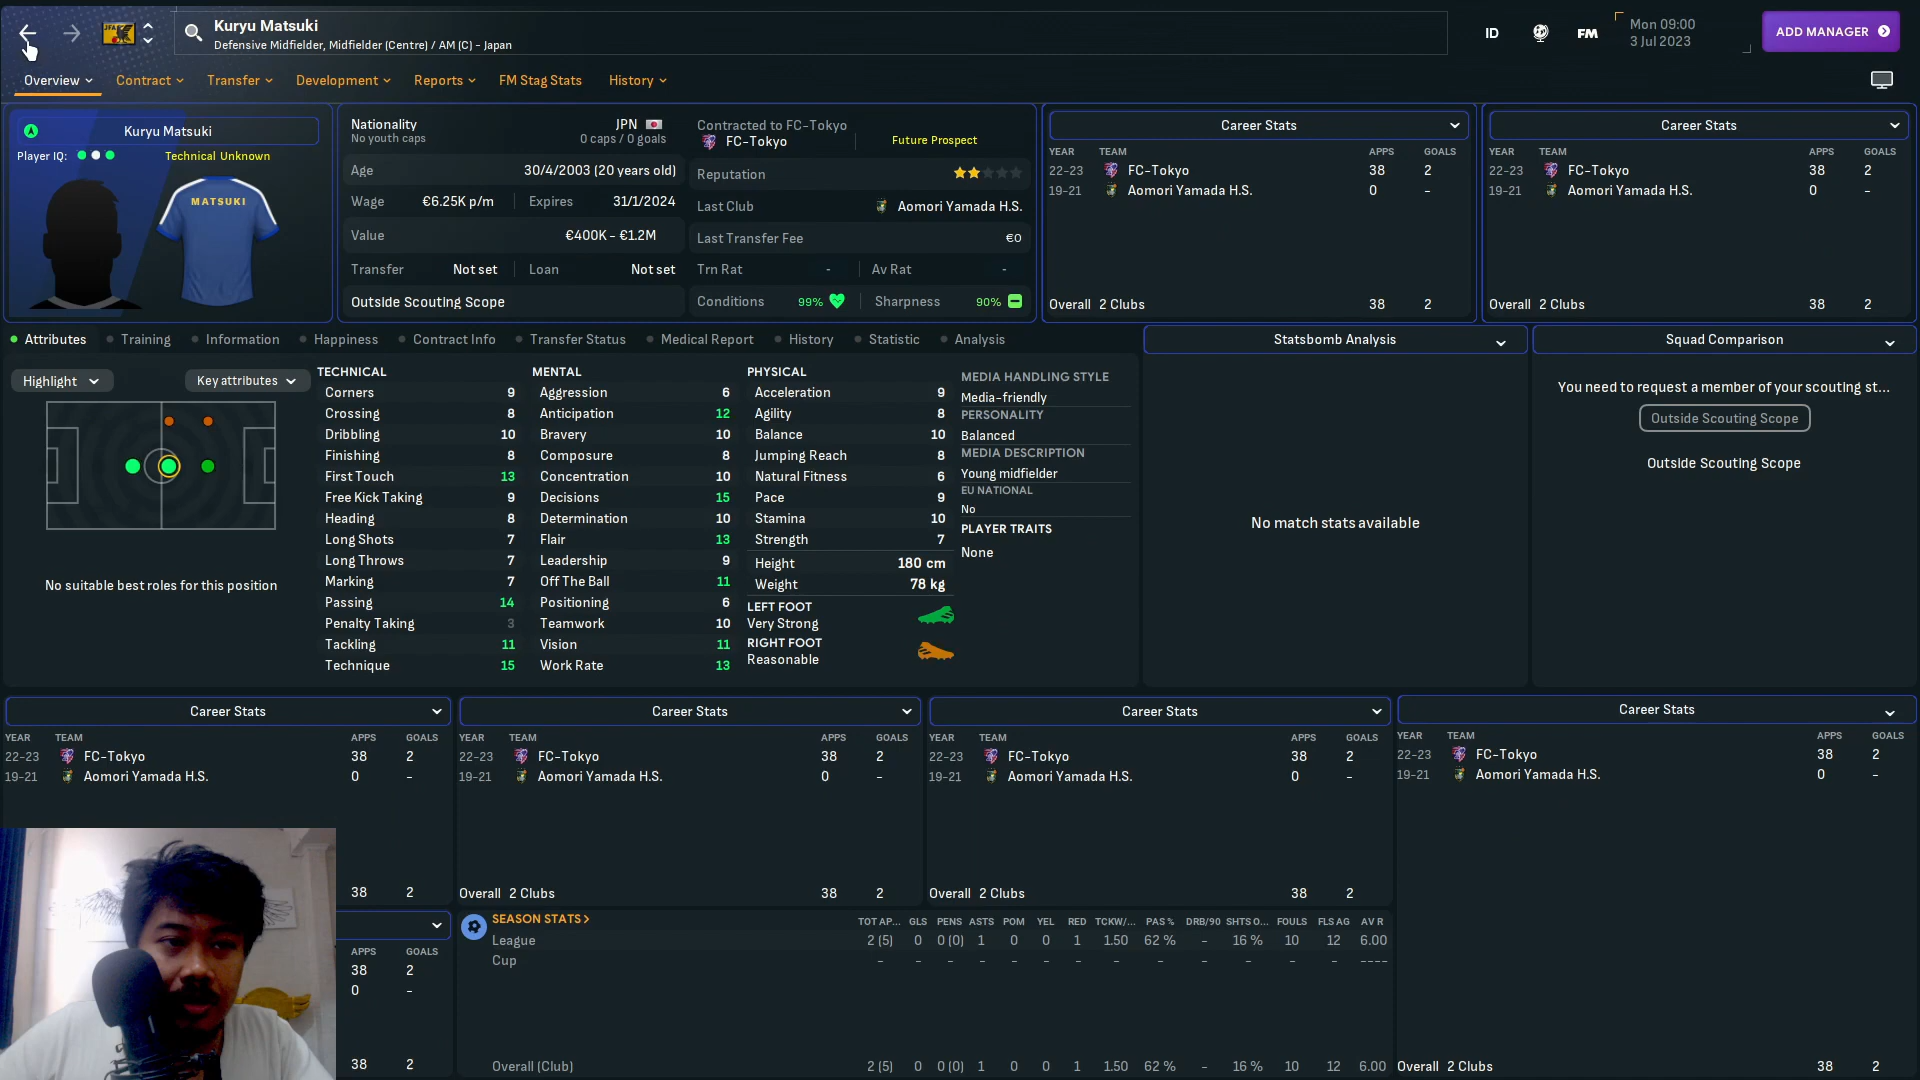 Kuryu Matsuki
Defensive Midfielder, Midfielder (Centre) / AM (C) - Japan
ID FM Mon 09:00
3 Jul 2023
ADD MANAGER
Overview Contract Transfer Development Reports FM Stag Stats History
Kuryu Matsuki
Player IQ: Technical Unknown
MATSUKI
Nationality JPN
No youth caps 0 caps / 0 goals
Age 30/4/2003 (20 years old)
Wage €6.25K p/m Expires 31/1/2024
Value €400K - €1.2M
Transfer Not set Loan Not set
Outside Scouting Scope
Contracted to FC-Tokyo
FC-Tokyo Future Prospect
Reputation
Last Club Aomori Yamada H.S.
Last Transfer Fee €0
Trn Rat - Av Rat -
Conditions 99% Sharpness 90%
Career Stats
YEAR TEAM APPS GOALS
22-23 FC-Tokyo 38 2
19-21 Aomori Yamada H.S. 0 -
Overall 2 Clubs 38 2
Career Stats
YEAR TEAM APPS GOALS
22-23 FC-Tokyo 38 2
19-21 Aomori Yamada H.S. 0 -
Overall 2 Clubs 38 2
Attributes Training Information Happiness Contract Info Transfer Status Medical Report History Statistic Analysis
Highlight Key attributes
No suitable best roles for this position
TECHNICAL
Corners 9
Crossing 8
Dribbling 10
Finishing 8
First Touch 13
Free Kick Taking 9
Heading 8
Long Shots 7
Long Throws 7
Marking 7
Passing 14
Penalty Taking 3
Tackling 11
Technique 15
MENTAL
Aggression 6
Anticipation 12
Bravery 10
Composure 8
Concentration 10
Decisions 15
Determination 10
Flair 13
Leadership 9
Off The Ball 11
Positioning 6
Teamwork 10
Vision 11
Work Rate 13
PHYSICAL
Acceleration 9
Agility 8
Balance 10
Jumping Reach 8
Natural Fitness 6
Pace 9
Stamina 10
Strength 7
Height 180 cm
Weight 78 kg
LEFT FOOT
Very Strong
RIGHT FOOT
Reasonable
MEDIA HANDLING STYLE
Media-friendly
PERSONALITY
Balanced
MEDIA DESCRIPTION
Young midfielder
EU NATIONAL
No
PLAYER TRAITS
None
Statsbomb Analysis
No match stats available
Squad Comparison
You need to request a member of your scouting st...
Outside Scouting Scope
Outside Scouting Scope
Career Stats
YEAR TEAM APPS GOALS
22-23 FC-Tokyo 38 2
19-21 Aomori Yamada H.S. 0 -
38 2
Career Stats
YEAR TEAM APPS GOALS
22-23 FC-Tokyo 38 2
19-21 Aomori Yamada H.S. 0 -
Overall 2 Clubs 38 2
Career Stats
YEAR TEAM APPS GOALS
22-23 FC-Tokyo 38 2
19-21 Aomori Yamada H.S. 0 -
Overall 2 Clubs 38 2
Career Stats
YEAR TEAM APPS GOALS
22-23 FC-Tokyo 38 2
19-21 Aomori Yamada H.S. 0 -
Overall 2 Clubs 38 2
APPS GOALS
38 2
0 -
38 2
SEASON STATS
TOT AP... GLS PENS ASTS POM YEL RED TCKW/... PAS % DRB/90 SHTS O... FOULS FLS AG AV R
League 2 (5) 0 0 (0) 1 0 0 1 1.50 62 % - 16 % 10 12 6.00
Cup - - - - - - - - - - - - - ----
Overall (Club) 2 (5) 0 0 (0) 1 0 0 1 1.50 62 % - 16 % 10 12 6.00